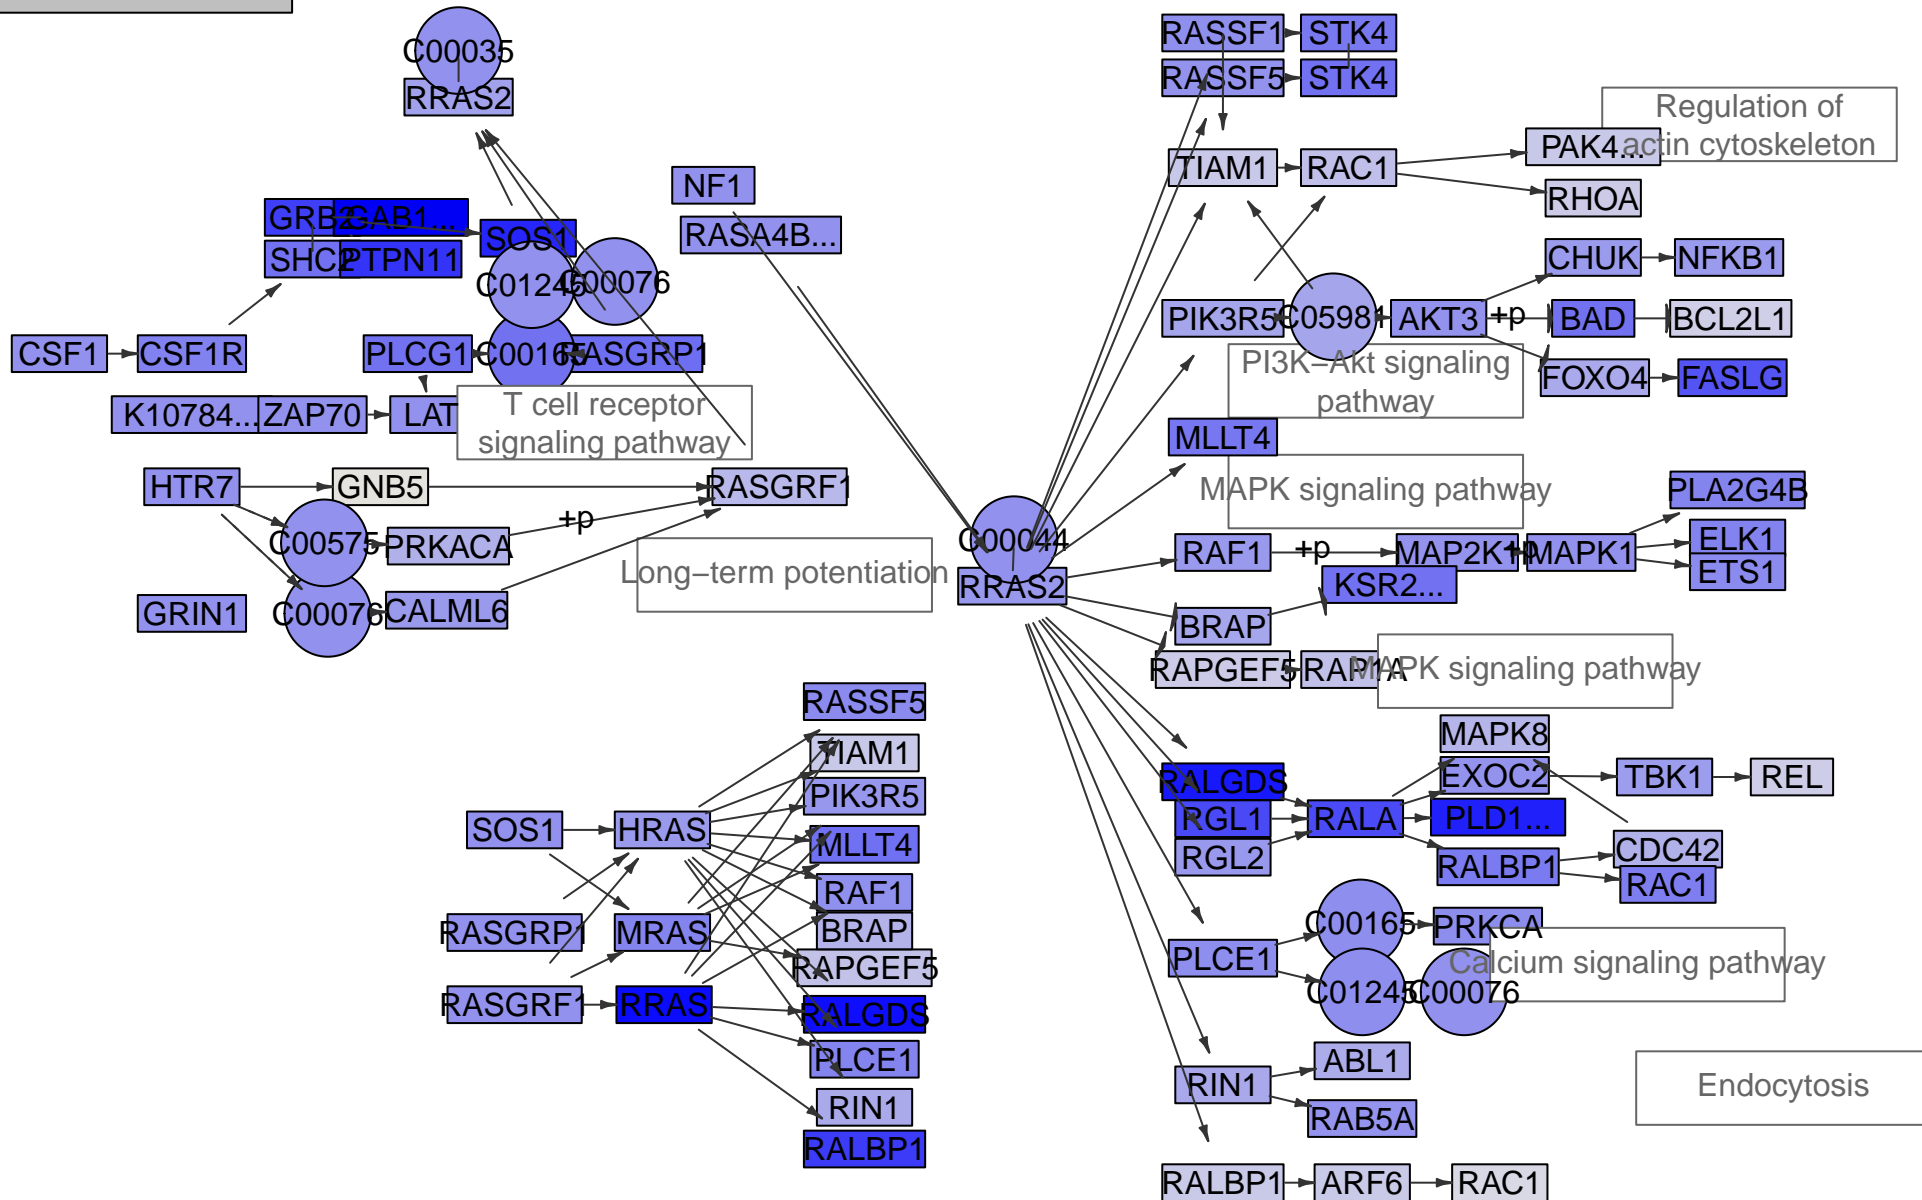 C00035
RRAS2
RASSF1
STK4
RASSF5
STK4
Regulation of
actin cytoskeleton
PAK4...
TIAM1
RAC1
RHOA
NF1
RASA4B...
GRB2
GAB1...
SOS1
SHC2
PTPN11
C01245
C00076
CHUK
NFKB1
PIK3R5
C05981
AKT3
+p
BAD
BCL2L1
CSF1
CSF1R
PLCG1
C00165
RASGRP1
PI3K–Akt signaling
pathway
FOXO4
FASLG
K10784...
ZAP70
LAT
T cell receptor
signaling pathway
MLLT4
HTR7
GNB5
RASGRF1
MAPK signaling pathway
PLA2G4B
+p
C00575
PRKACA
C00044
RRAS2
RAF1
+p
MAP2K1
+p
MAPK1
ELK1
ETS1
Long–term potentiation
KSR2...
GRIN1
C00076
CALML6
BRAP
RAPGEF5
RAP1A
MAPK signaling pathway
RASSF5
TIAM1
PIK3R5
MAPK8
EXOC2
TBK1
REL
RALGDS
RGL1
RALA
PLD1...
RGL2
RALBP1
CDC42
RAC1
SOS1
HRAS
MLLT4
RAF1
RASGRP1
MRAS
BRAP
RAPGEF5
C00165
PRKCA
PLCE1
Calcium signaling pathway
C01245
C00076
RASGRF1
RRAS
RALGDS
PLCE1
RIN1
RALBP1
ABL1
RIN1
RAB5A
Endocytosis
RALBP1
ARF6
RAC1